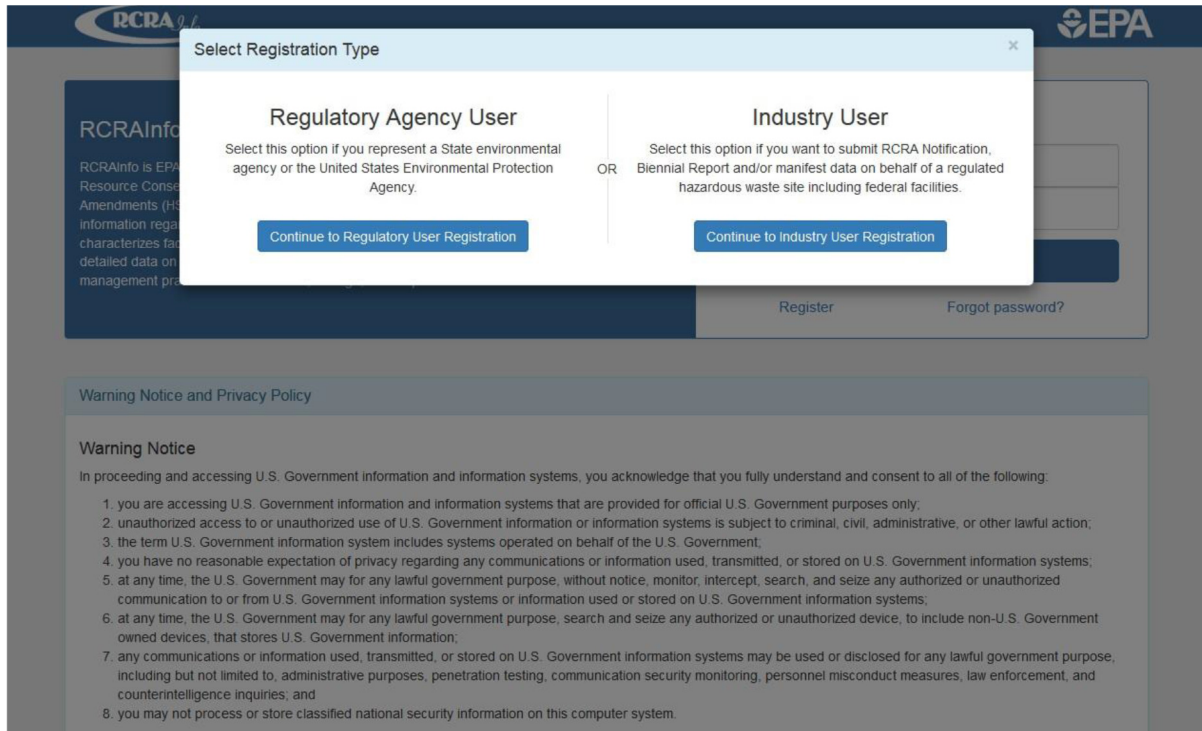 RCRAInfo
EPA
Select Registration Type
×
Regulatory Agency User
Select this option if you represent a State environmental
agency or the United States Environmental Protection
Agency.
Continue to Regulatory User Registration
OR
Industry User
Select this option if you want to submit RCRA Notification,
Biennial Report and/or manifest data on behalf of a regulated
hazardous waste site including federal facilities.
Continue to Industry User Registration
RCRAInfo
RCRAInfo is EPA
Resource Conse
Amendments (HS
information rega
characterizes fac
detailed data on
management pra
Register
Forgot password?
Warning Notice and Privacy Policy
Warning Notice
In proceeding and accessing U.S. Government information and information systems, you acknowledge that you fully understand and consent to all of the following:
1. you are accessing U.S. Government information and information systems that are provided for official U.S. Government purposes only;
2. unauthorized access to or unauthorized use of U.S. Government information or information systems is subject to criminal, civil, administrative, or other lawful action;
3. the term U.S. Government information system includes systems operated on behalf of the U.S. Government;
4. you have no reasonable expectation of privacy regarding any communications or information used, transmitted, or stored on U.S. Government information systems;
5. at any time, the U.S. Government may for any lawful government purpose, without notice, monitor, intercept, search, and seize any authorized or unauthorized
communication to or from U.S. Government information systems or information used or stored on U.S. Government information systems;
6. at any time, the U.S. Government may for any lawful government purpose, search and seize any authorized or unauthorized device, to include non-U.S. Government
owned devices, that stores U.S. Government information;
7. any communications or information used, transmitted, or stored on U.S. Government information systems may be used or disclosed for any lawful government purpose,
including but not limited to, administrative purposes, penetration testing, communication security monitoring, personnel misconduct measures, law enforcement, and
counterintelligence inquiries; and
8. you may not process or store classified national security information on this computer system.